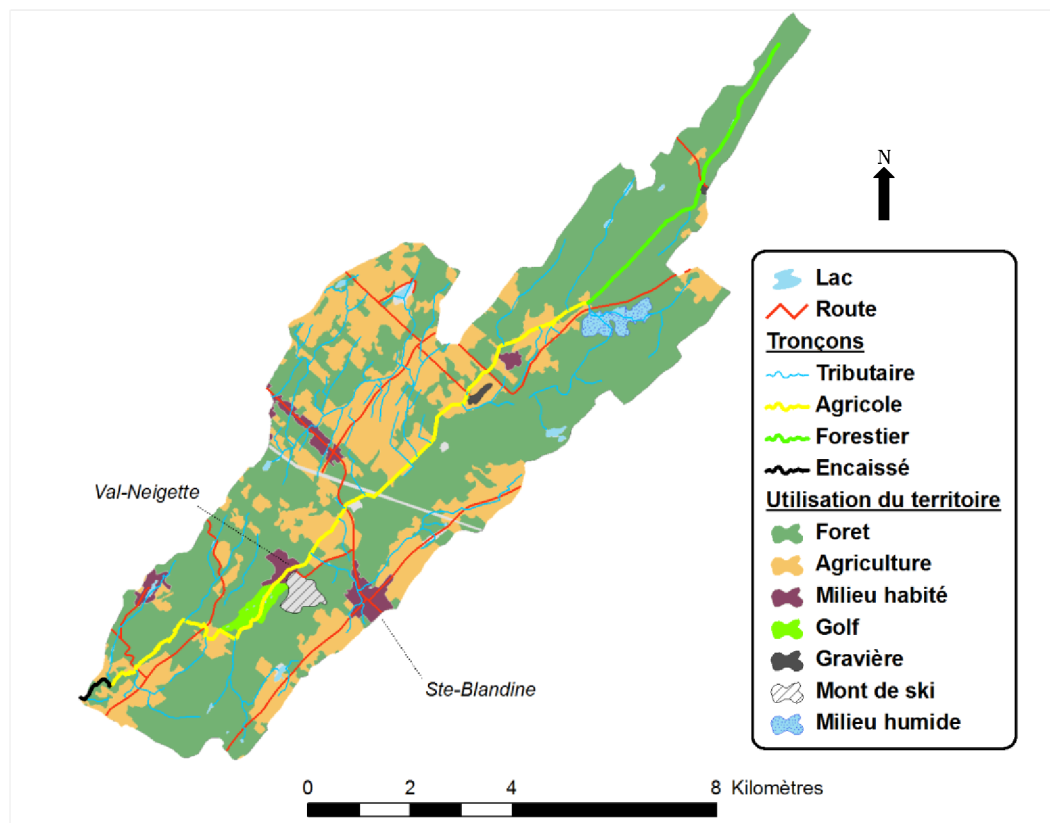 N
Lac
Route
Tronçons
Tributaire
Agricole
Forestier
Encaissé
Utilisation du territoire
Foret
Agriculture
Milieu habité
Golf
Gravière
Mont de ski
Milieu humide
Val-Neigette
Ste-Blandine
0 2 4 8 Kilomètres